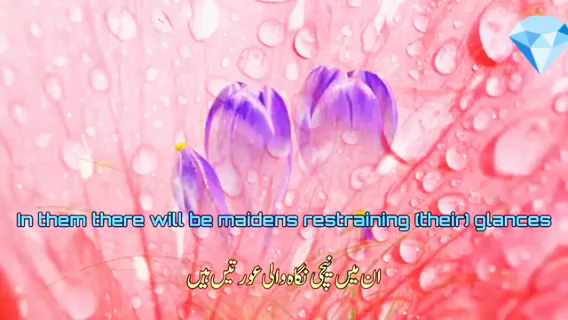 In them there will be maidens restraining (their) glances
ان میں نیچی نگاہ والی عورتیں ہیں